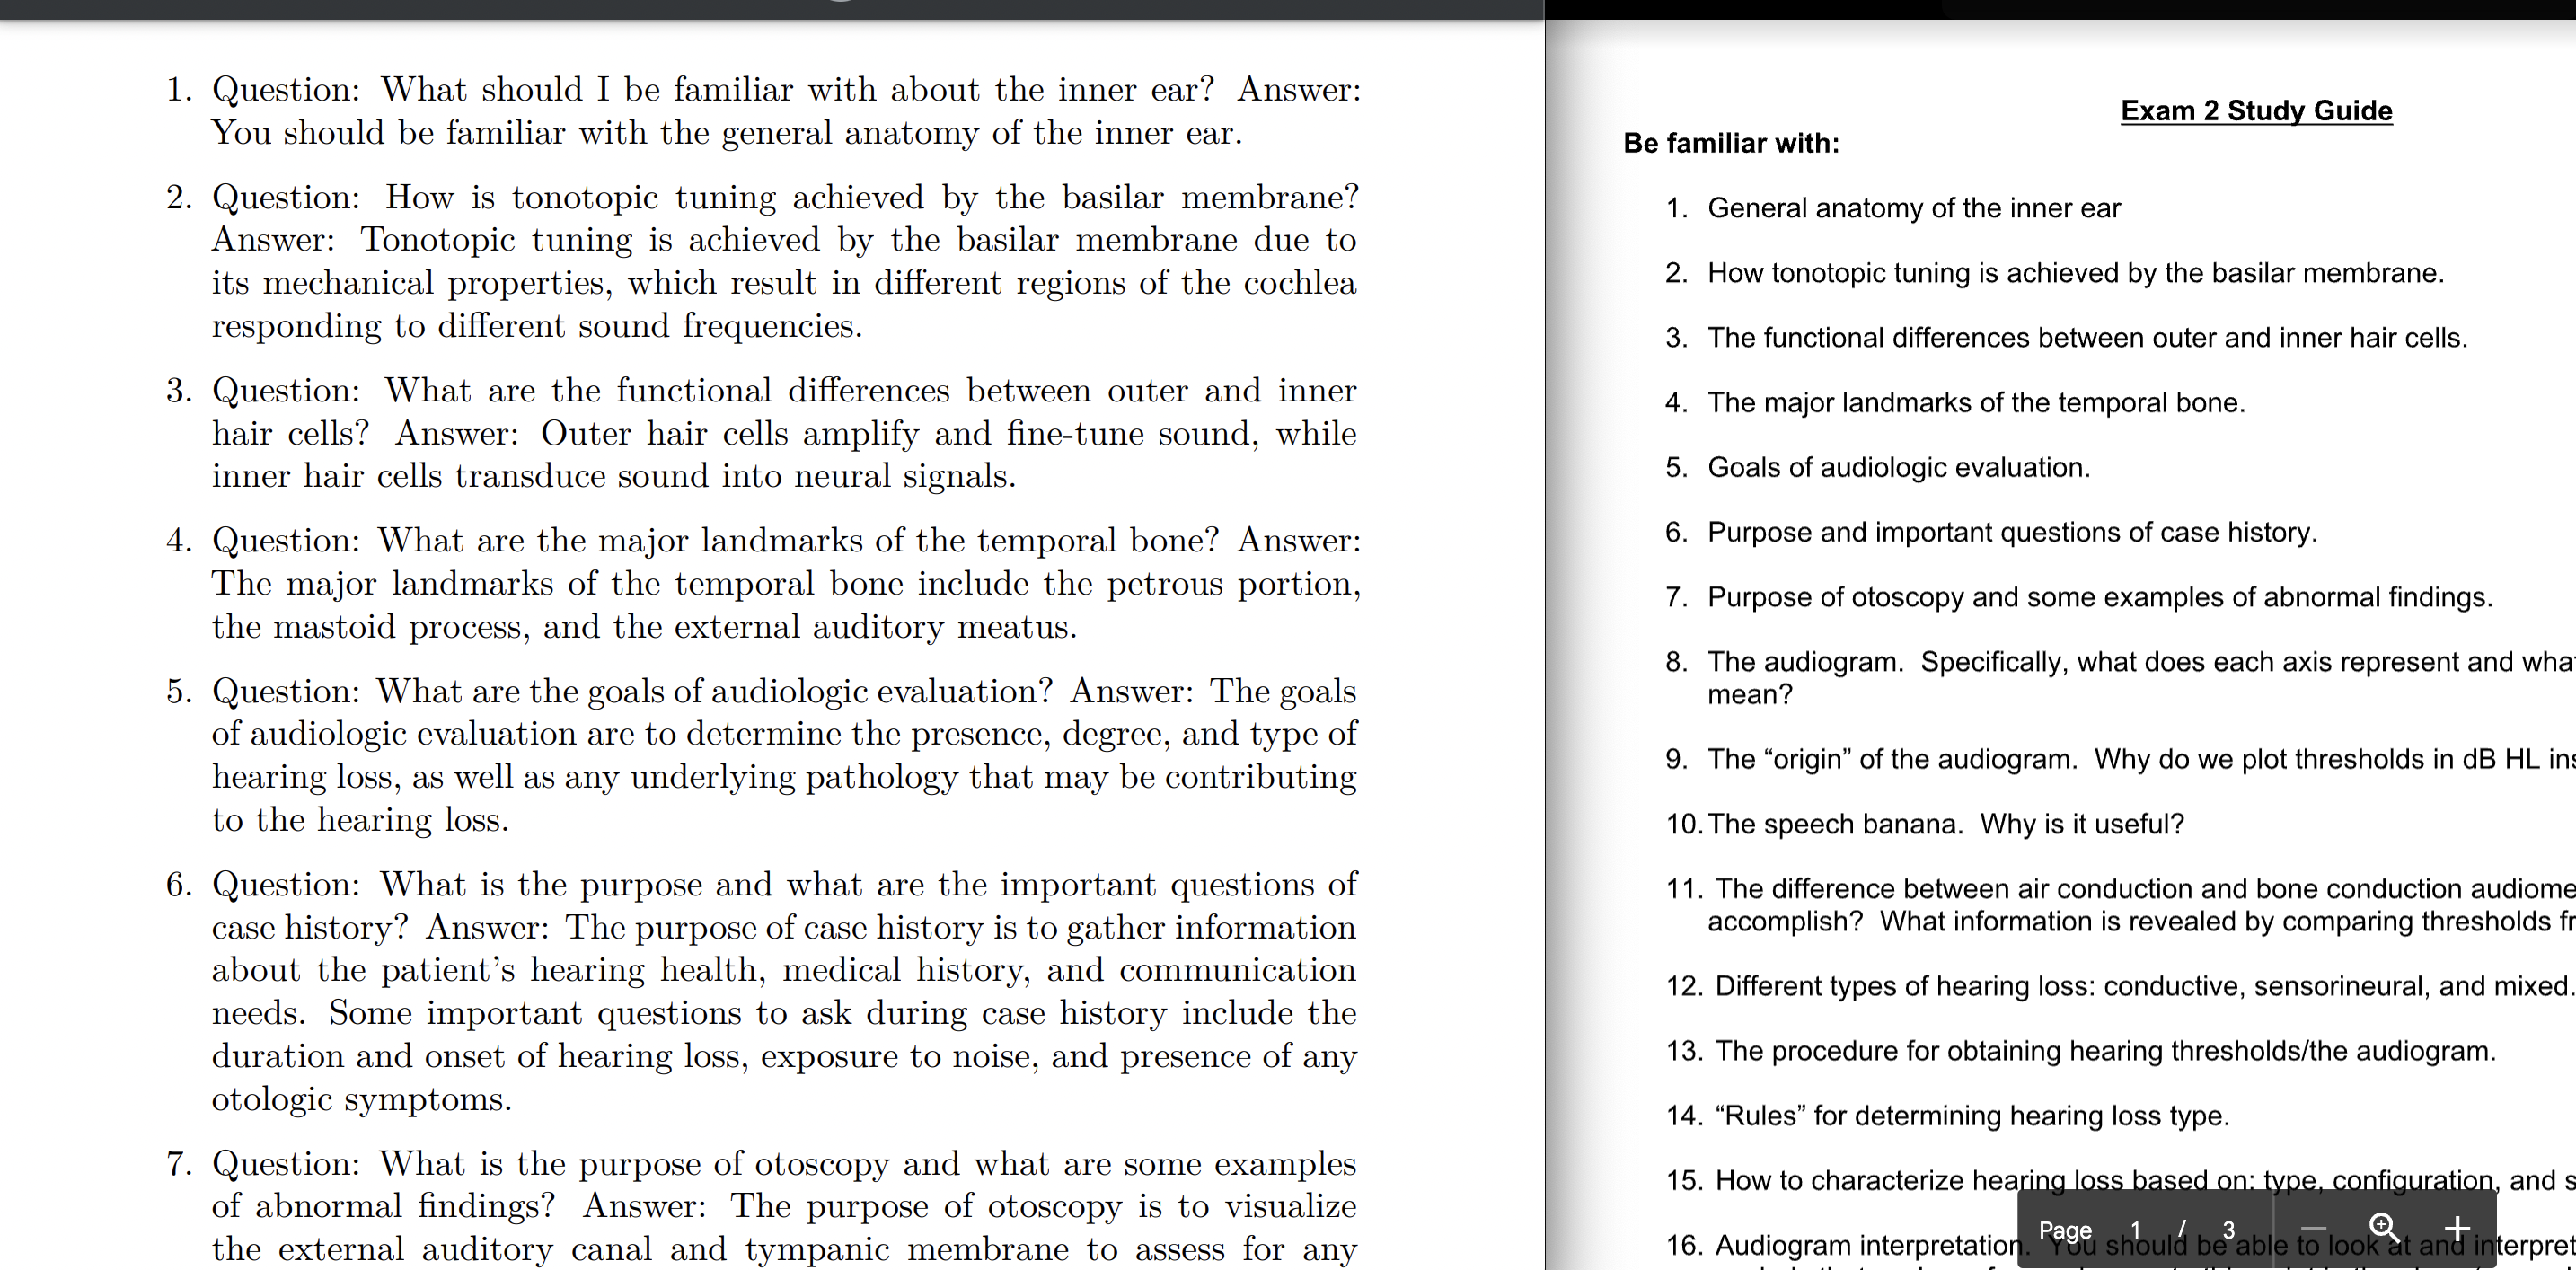 1. Question: What should I be familiar with about the inner ear? Answer:
You should be familiar with the general anatomy of the inner ear.
2. Question: How is tonotopic tuning achieved by the basilar membrane?
Answer: Tonotopic tuning is achieved by the basilar membrane due to
its mechanical properties, which result in different regions of the cochlea
responding to different sound frequencies.
3. Question: What are the functional differences between outer and inner
hair cells? Answer: Outer hair cells amplify and fine-tune sound, while
inner hair cells transduce sound into neural signals.
4. Question: What are the major landmarks of the temporal bone? Answer:
The major landmarks of the temporal bone include the petrous portion,
the mastoid process, and the external auditory meatus.
5. Question: What are the goals of audiologic evaluation? Answer: The goals
of audiologic evaluation are to determine the presence, degree, and type of
hearing loss, as well as any underlying pathology that may be contributing
to the hearing loss.
6. Question: What is the purpose and what are the important questions of
case history? Answer: The purpose of case history is to gather information
about the patient's hearing health, medical history, and communication
needs. Some important questions to ask during case history include the
duration and onset of hearing loss, exposure to noise, and presence of any
otologic symptoms.
7. Question: What is the purpose of otoscopy and what are some examples
of abnormal findings? Answer: The purpose of otoscopy is to visualize
the external auditory canal and tympanic membrane to assess for any
Exam 2 Study Guide
Be familiar with:
1. General anatomy of the inner ear
2. How tonotopic tuning is achieved by the basilar membrane.
3. The functional differences between outer and inner hair cells.
4. The major landmarks of the temporal bone.
5. Goals of audiologic evaluation.
6. Purpose and important questions of case history.
7. Purpose of otoscopy and some examples of abnormal findings.
8. The audiogram. Specifically, what does each axis represent and
mean?
9. The “origin” of the audiogram. Why do we plot thresholds in dB HL
10. The speech banana. Why is it useful?
11. The difference between air conduction and bone conduction
accomplish? What information is revealed by comparing thresholds
12. Different types of hearing loss: conductive, sensorineural, and mixed.
13. The procedure for obtaining hearing thresholds/the audiogram.
14. “Rules” for determining hearing loss type.
15. How to characterize hearing loss based on: type, configuration, and
16. Audiogram interpretation. You should be able to look at and interpret
Page 1 / 3